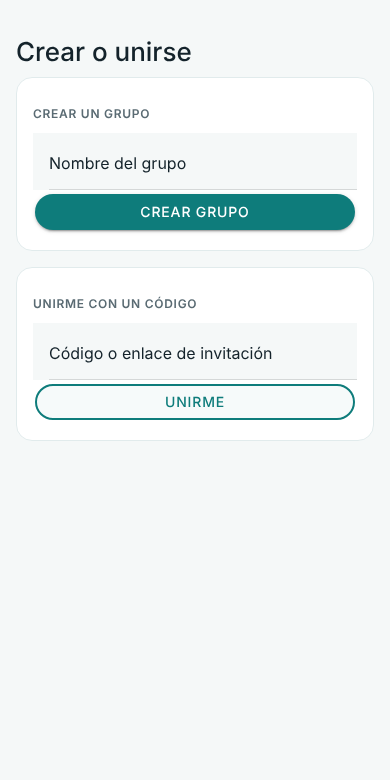 Crear o unirse
CREAR UN GRUPO
Nombre del grupo
CREAR GRUPO
UNIRME CON UN CÓDIGO
Código o enlace de invitación
UNIRME